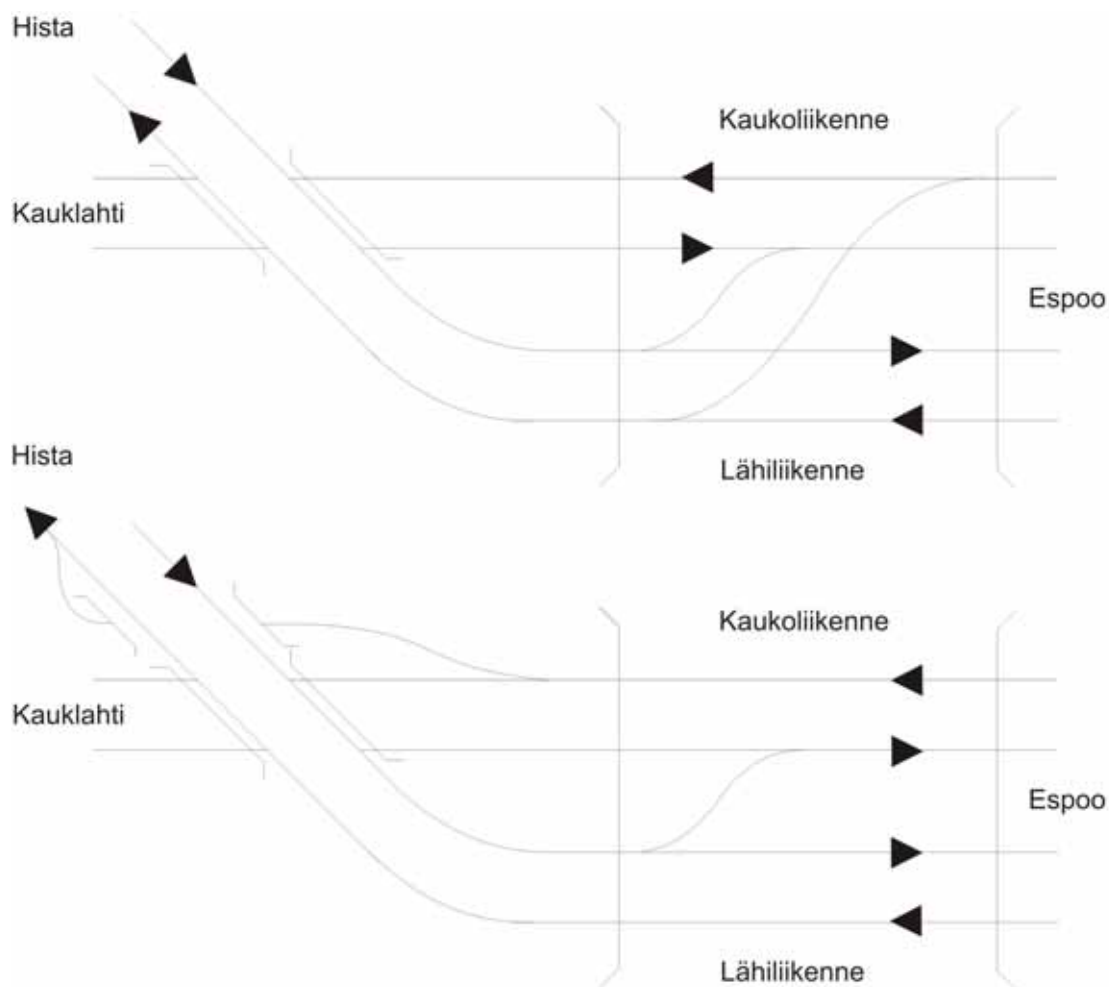 Hista
Kaukoliikenne
Kauklahti
Espoo
Lähiliikenne
Hista
Kaukoliikenne
Kauklahti
Espoo
Lähiliikenne